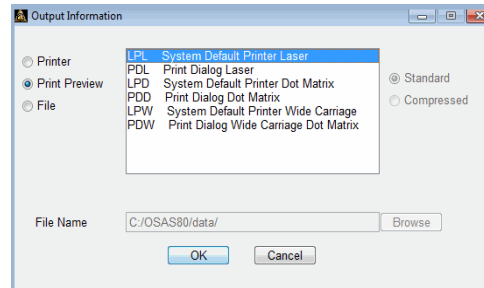 Output Information
Printer
Print Preview
File
LPL System Default Printer Laser
PDL Print Dialog Laser
LPD System Default Printer Dot Matrix
PDD Print Dialog Dot Matrix
LPW System Default Printer Wide Carriage
PDW Print Dialog Wide Carriage Dot Matrix
Standard
Compressed
File Name C:/OSAS80/data/ Browse
OK Cancel